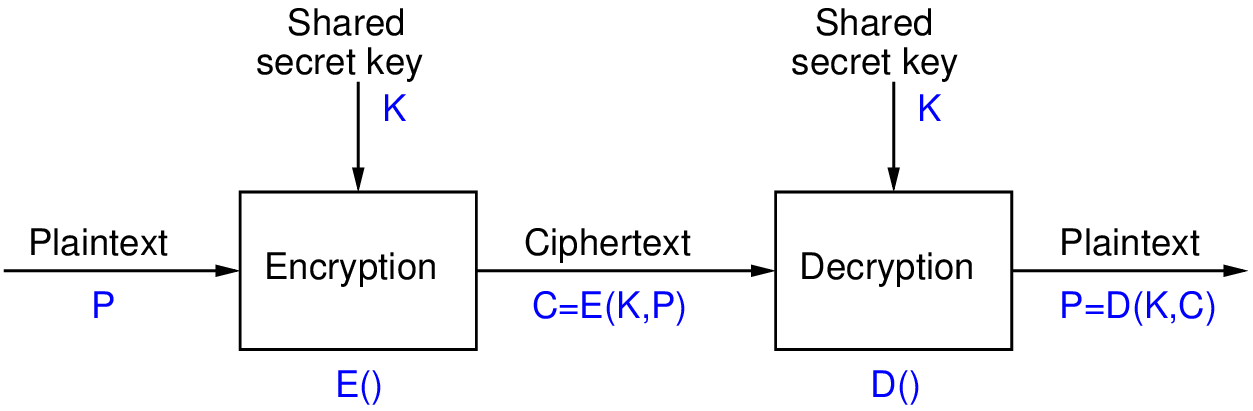 Shared
secret key
K
Shared
secret key
K
Plaintext
P
Encryption
E()
Ciphertext
C=E(K,P)
Decryption
D()
Plaintext
P=D(K,C)